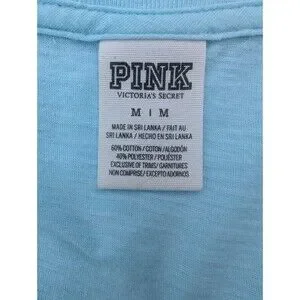 PINK
VICTORIA'S SECRET
M | M
MADE IN SRI LANKA / FAIT AU
SRI LANKA / HECHO EN SRI LANKA
60% COTTON / COTON / ALGODÓN
40% POLYESTER / POLIÉSTER
EXCLUSIVE OF TRIMS / GARNITURES
NON COMPRISE / EXCEPTO ADORNOS